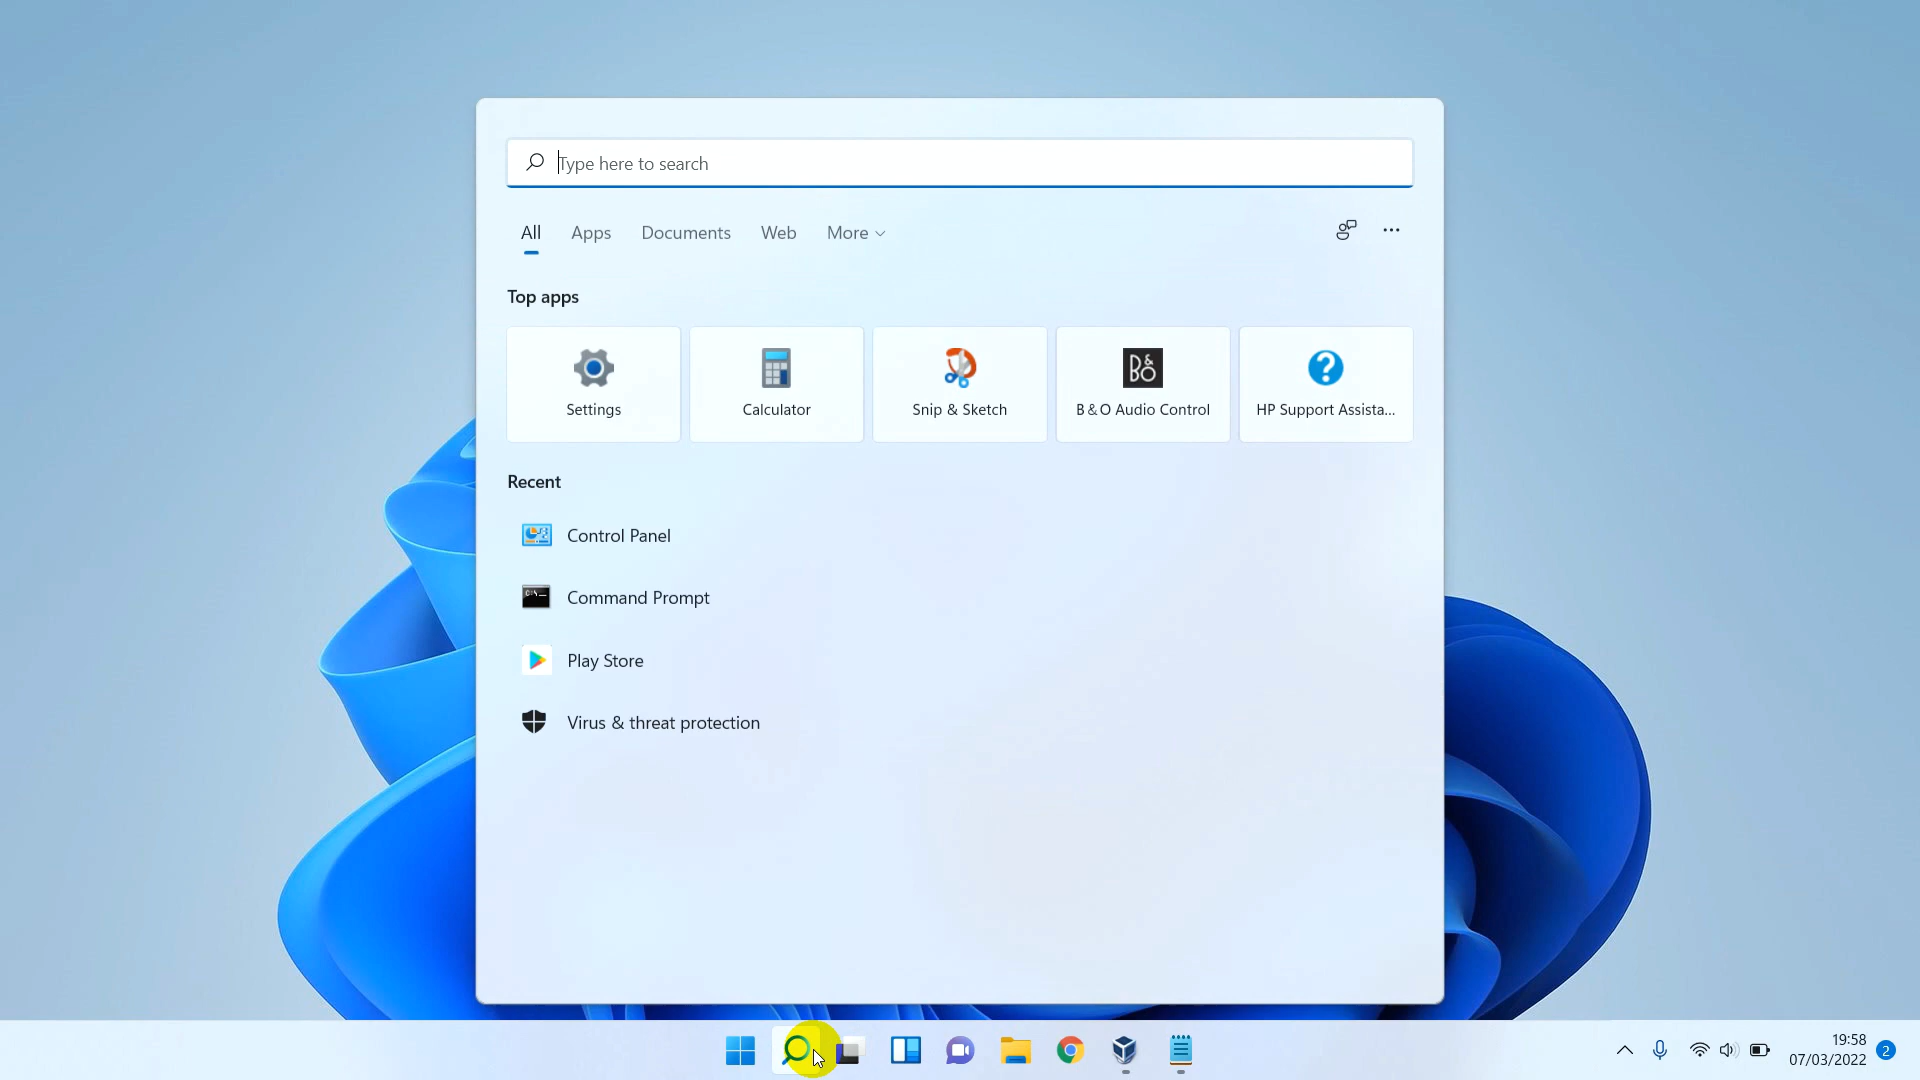 Type here to search
All Apps Documents Web More
Top apps
Settings Calculator Snip & Sketch B&O Audio Control HP Support Assista...
Recent
Control Panel
Command Prompt
Play Store
Virus & threat protection
19:58
07/03/2022 2